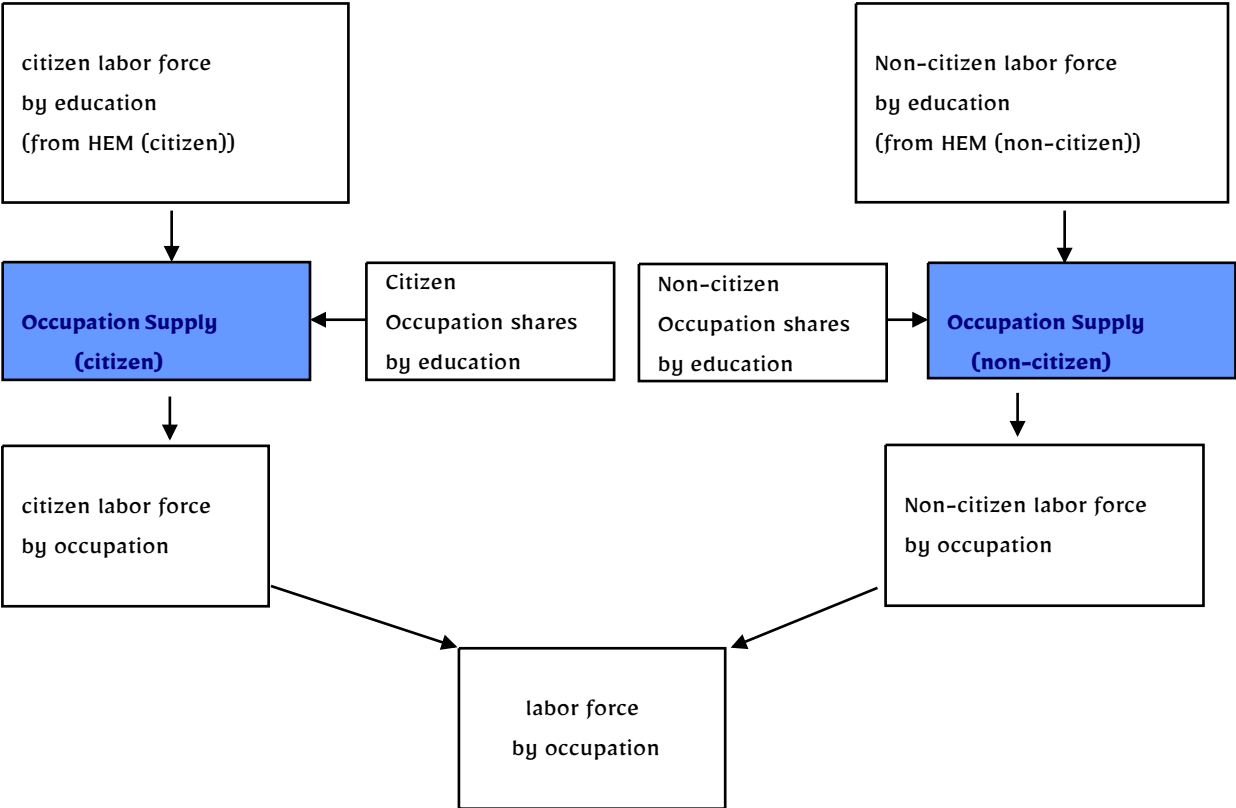 citizen labor force
by education
(from HEM (citizen))
Non-citizen labor force
by education
(from HEM (non-citizen))
Occupation Supply
(citizen)
Citizen
Occupation shares
by education
Non-citizen
Occupation shares
by education
Occupation Supply
(non-citizen)
citizen labor force
by occupation
Non-citizen labor force
by occupation
labor force
by occupation